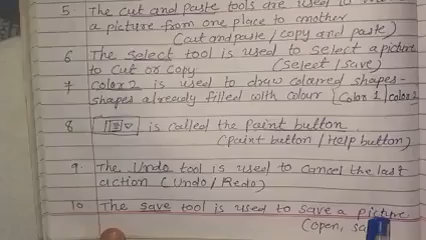 5 The cut and paste tools are used to
a picture from one place to another
(cut and paste / copy and paste)
6 The select tool is used to select a picture
to cut or copy. (Select / save)
7 Color 2 is used to draw colared shapes-
shapes already filled with colour [Color 1 / color 2
8 is called the Paint button.
(Paint button / Help button)
9. The Undo tool is used to cancel the last
action (Undo / Redo)
10 The save tool is used to save a picture
(open, sa